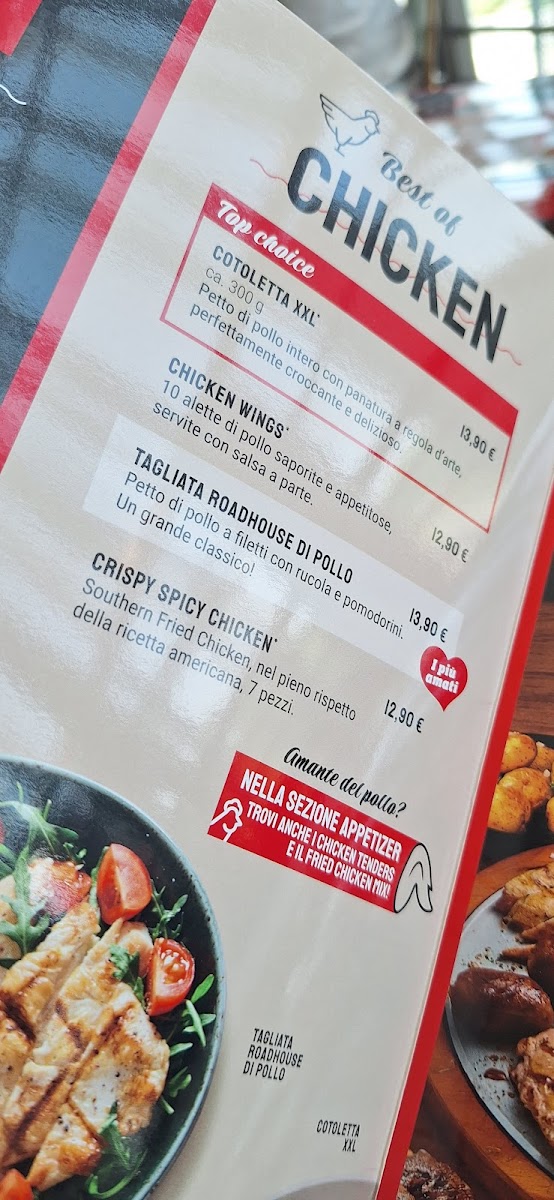 Best of
CHICKEN
Top choice
COTOLETTA XXL*
ca. 300 g
Petto di pollo intero con panatura a regola d'arte,
perfettamente croccante e delizioso.
13,90 €
CHICKEN WINGS*
10 alette di pollo saporite e appetitose,
servite con salsa a parte.
12,90 €
TAGLIATA ROADHOUSE DI POLLO
Petto di pollo a filetti con rucola e pomodorini.
Un grande classico!
13,90 €
I più
amati
CRISPY SPICY CHICKEN*
Southern Fried Chicken, nel pieno rispetto
della ricetta americana, 7 pezzi.
12,90 €
Amante del pollo?
NELLA SEZIONE APPETIZER
TROVI ANCHE I CHICKEN TENDERS
E IL FRIED CHICKEN MIX!
TAGLIATA
ROADHOUSE
DI POLLO
COTOLETTA
XXL